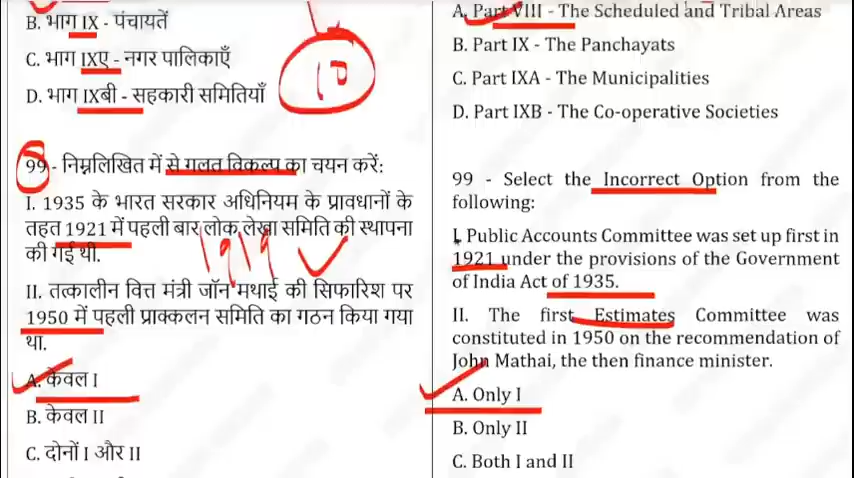 B. भाग IX - पंचायतें
C. भाग IXए - नगर पालिकाएँ
D. भाग IXबी - सहकारी समितियाँ
10
99 - निम्नलिखित में से गलत विकल्प का चयन करें:
I. 1935 के भारत सरकार अधिनियम के प्रावधानों के
तहत 1921 में पहली बार लोक लेखा समिति की स्थापना
की गई थी.
1919
II. तत्कालीन वित्त मंत्री जॉन मथाई की सिफारिश पर
1950 में पहली प्राक्कलन समिति का गठन किया गया
था.
A. केवल I
B. केवल II
C. दोनों I और II
A. Part VIII - The Scheduled and Tribal Areas
B. Part IX - The Panchayats
C. Part IXA - The Municipalities
D. Part IXB - The Co-operative Societies
99 - Select the Incorrect Option from the
following:
I. Public Accounts Committee was set up first in
1921 under the provisions of the Government
of India Act of 1935.
II. The first Estimates Committee was
constituted in 1950 on the recommendation of
John Mathai, the then finance minister.
A. Only I
B. Only II
C. Both I and II